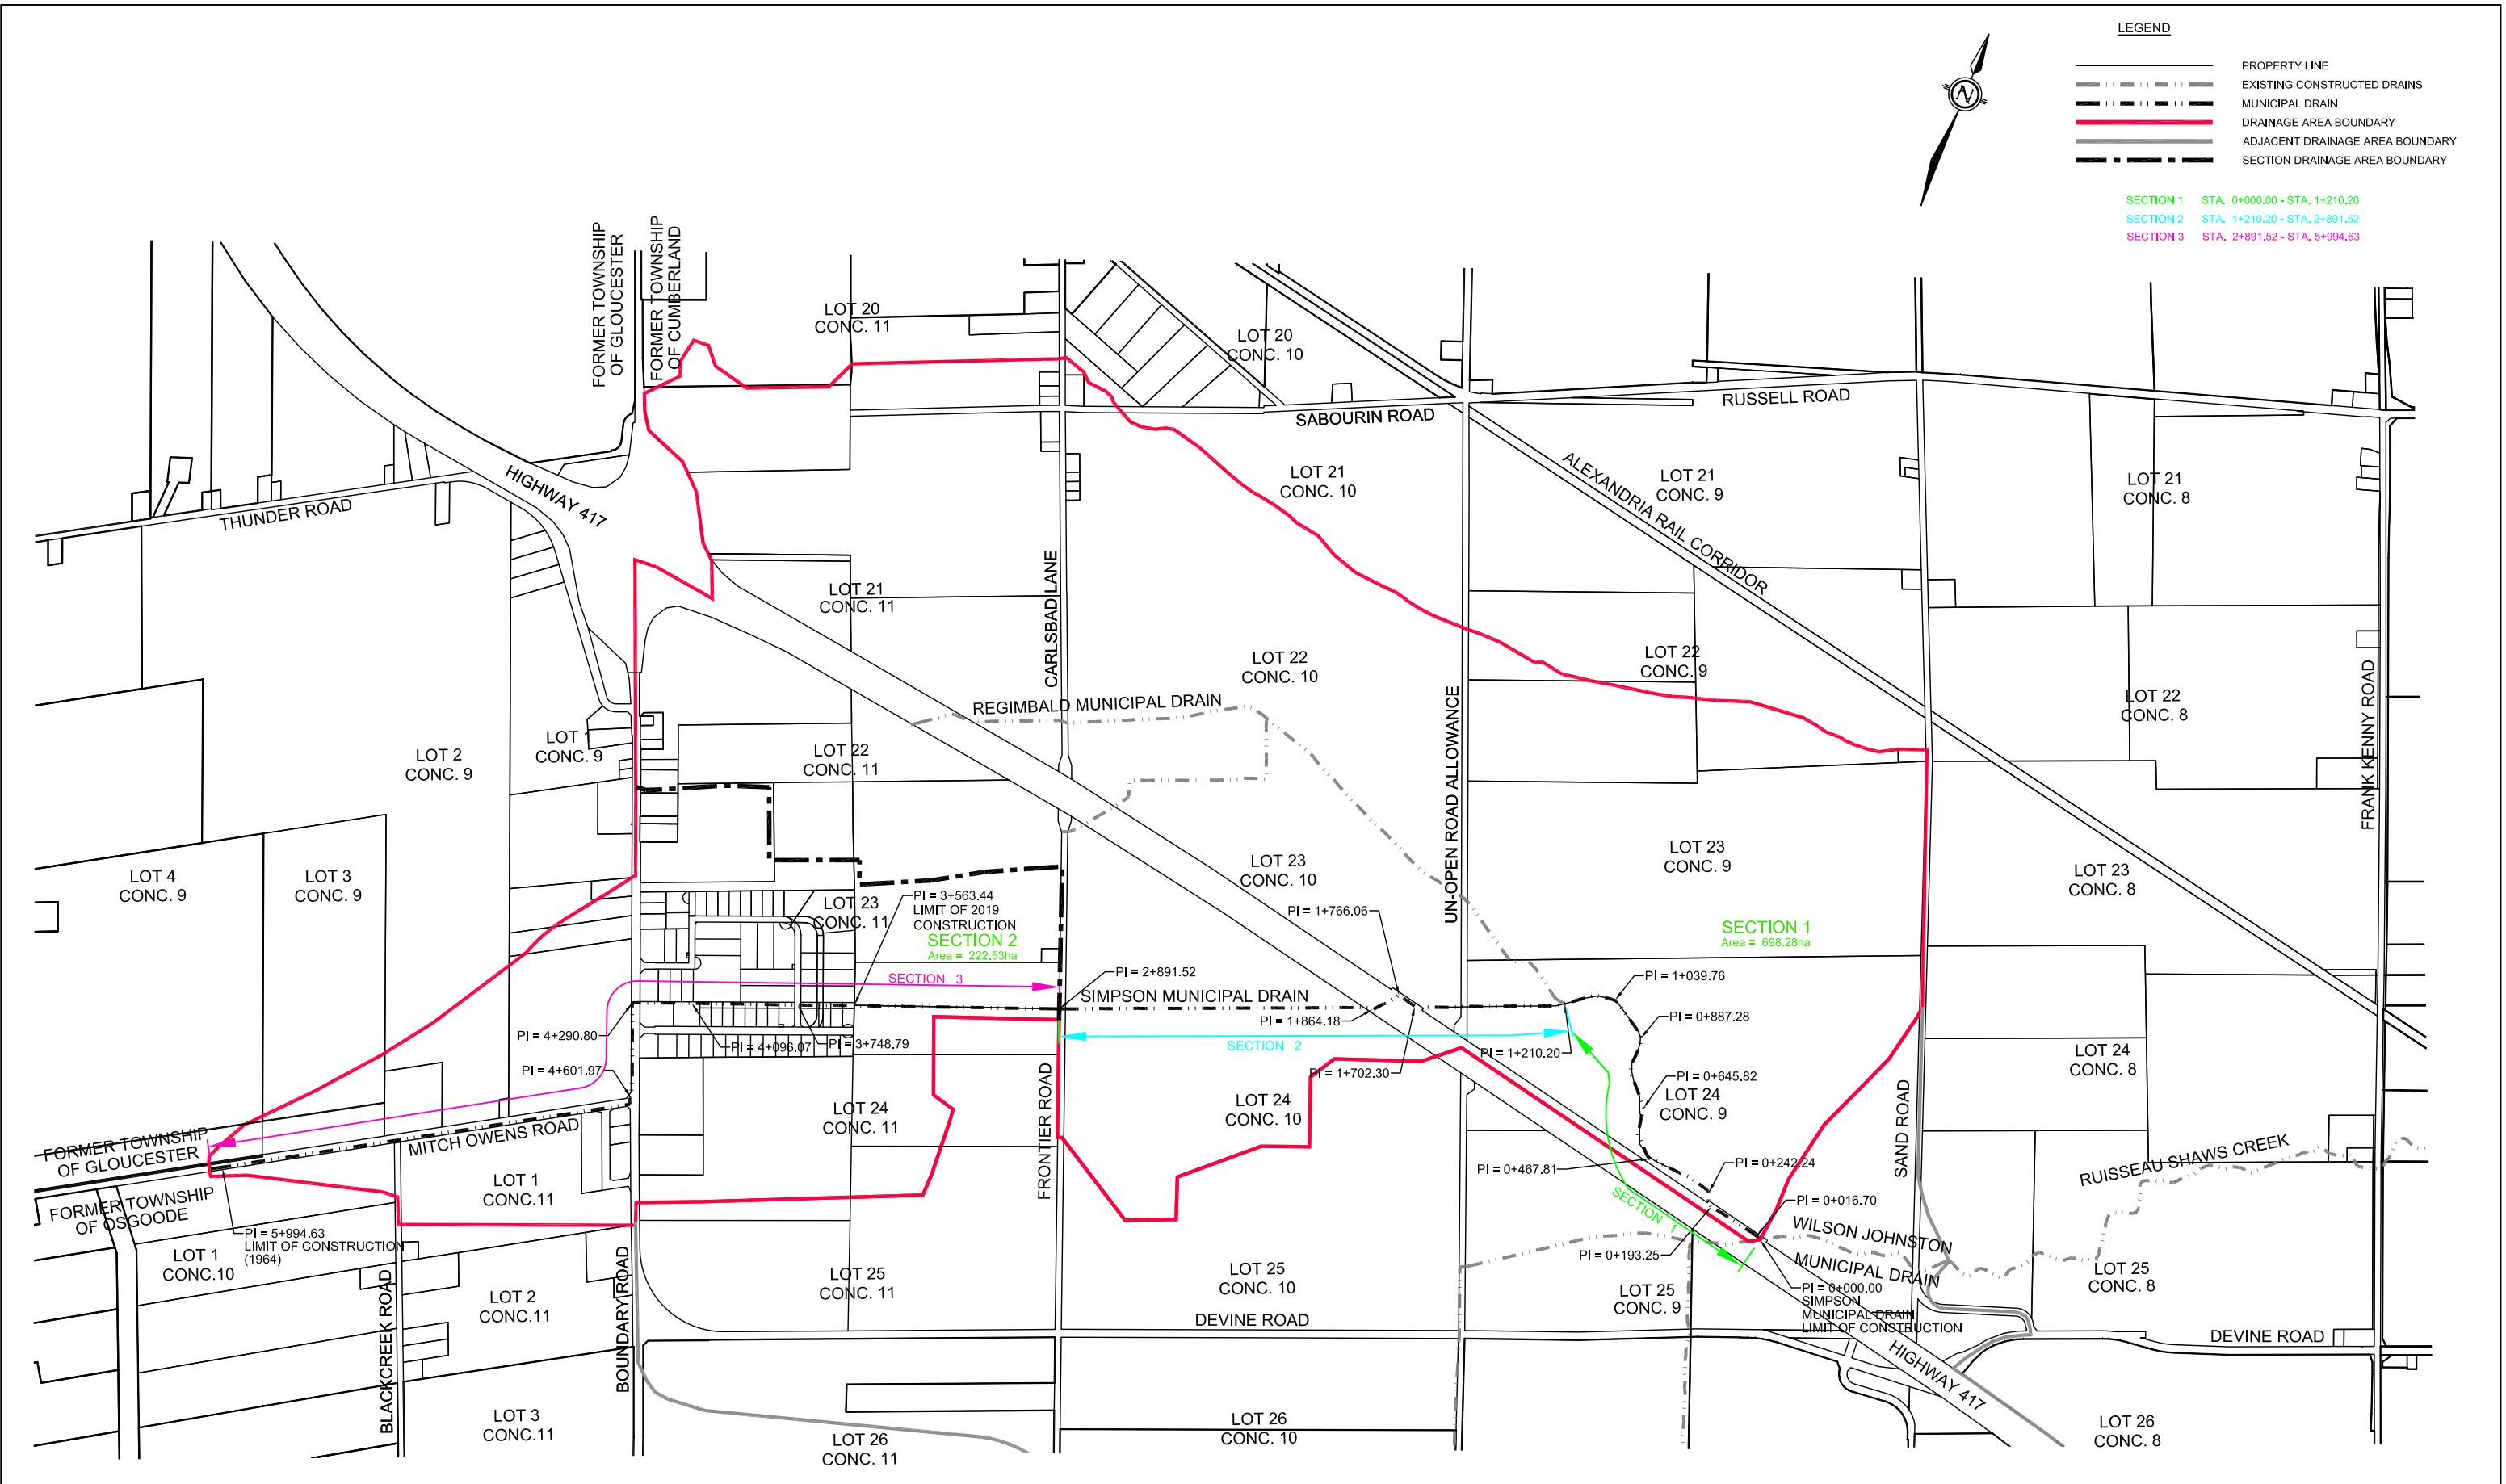 LEGEND
PROPERTY LINE
EXISTING CONSTRUCTED DRAINS
MUNICIPAL DRAIN
DRAINAGE AREA BOUNDARY
ADJACENT DRAINAGE AREA BOUNDARY
SECTION DRAINAGE AREA BOUNDARY
SECTION 1 STA. 0+000.00 - STA. 1+210.20
SECTION 2 STA. 1+210.20 - STA. 2+891.52
SECTION 3 STA. 2+891.52 - STA. 5+994.63
N
FORMER TOWNSHIP
OF GLOUCESTER
FORMER TOWNSHIP
OF CUMBERLAND
LOT 20
CONC. 11
LOT 20
CONC. 10
SABOURIN ROAD
RUSSELL ROAD
HIGHWAY 417
THUNDER ROAD
LOT 21
CONC. 10
ALEXANDRIA RAIL CORRIDOR
LOT 21
CONC. 9
LOT 21
CONC. 8
LOT 21
CONC. 11
CARLSBAD LANE
LOT 22
CONC. 10
LOT 22
CONC. 9
LOT 22
CONC. 8
FRANK KENNY ROAD
REGIMBALD MUNICIPAL DRAIN
UN-OPEN ROAD ALLOWANCE
LOT 2
CONC. 9
LOT 1
CONC. 9
LOT 22
CONC. 11
LOT 4
CONC. 9
LOT 3
CONC. 9
LOT 23
CONC. 11
PI = 3+563.44
LIMIT OF 2019
CONSTRUCTION
SECTION 2
Area = 222.53ha
LOT 23
CONC. 10
LOT 23
CONC. 9
LOT 23
CONC. 8
SECTION 1
Area = 698.28ha
PI = 1+766.06
SECTION 3
PI = 2+891.52
SIMPSON MUNICIPAL DRAIN
PI = 1+039.76
PI = 0+887.28
PI = 1+864.18
PI = 4+290.80
PI = 4+096.07
PI = 3+748.79
SECTION 2
PI = 1+210.20
PI = 1+702.30
PI = 4+601.97
PI = 0+645.82
LOT 24
CONC. 9
LOT 24
CONC. 8
LOT 24
CONC. 11
FRONTIER ROAD
LOT 24
CONC. 10
SAND ROAD
FORMER TOWNSHIP
OF GLOUCESTER
MITCH OWENS ROAD
FORMER TOWNSHIP
OF OSGOODE
LOT 1
CONC.11
PI = 0+467.81
PI = 0+242.24
SECTION 1
PI = 0+016.70
RUISSEAU SHAWS CREEK
WILSON JOHNSTON
MUNICIPAL DRAIN
PI = 5+994.63
LIMIT OF CONSTRUCTION
(1964)
LOT 1
CONC.10
PI = 0+193.25
PI = 0+000.00
SIMPSON
MUNICIPAL DRAIN
LIMIT OF CONSTRUCTION
BLACKCREEK ROAD
LOT 2
CONC.11
BOUNDARY ROAD
LOT 25
CONC. 11
LOT 25
CONC. 10
LOT 25
CONC. 9
LOT 25
CONC. 8
DEVINE ROAD
DEVINE ROAD
HIGHWAY 417
LOT 3
CONC.11
LOT 26
CONC. 11
LOT 26
CONC. 10
LOT 26
CONC. 8